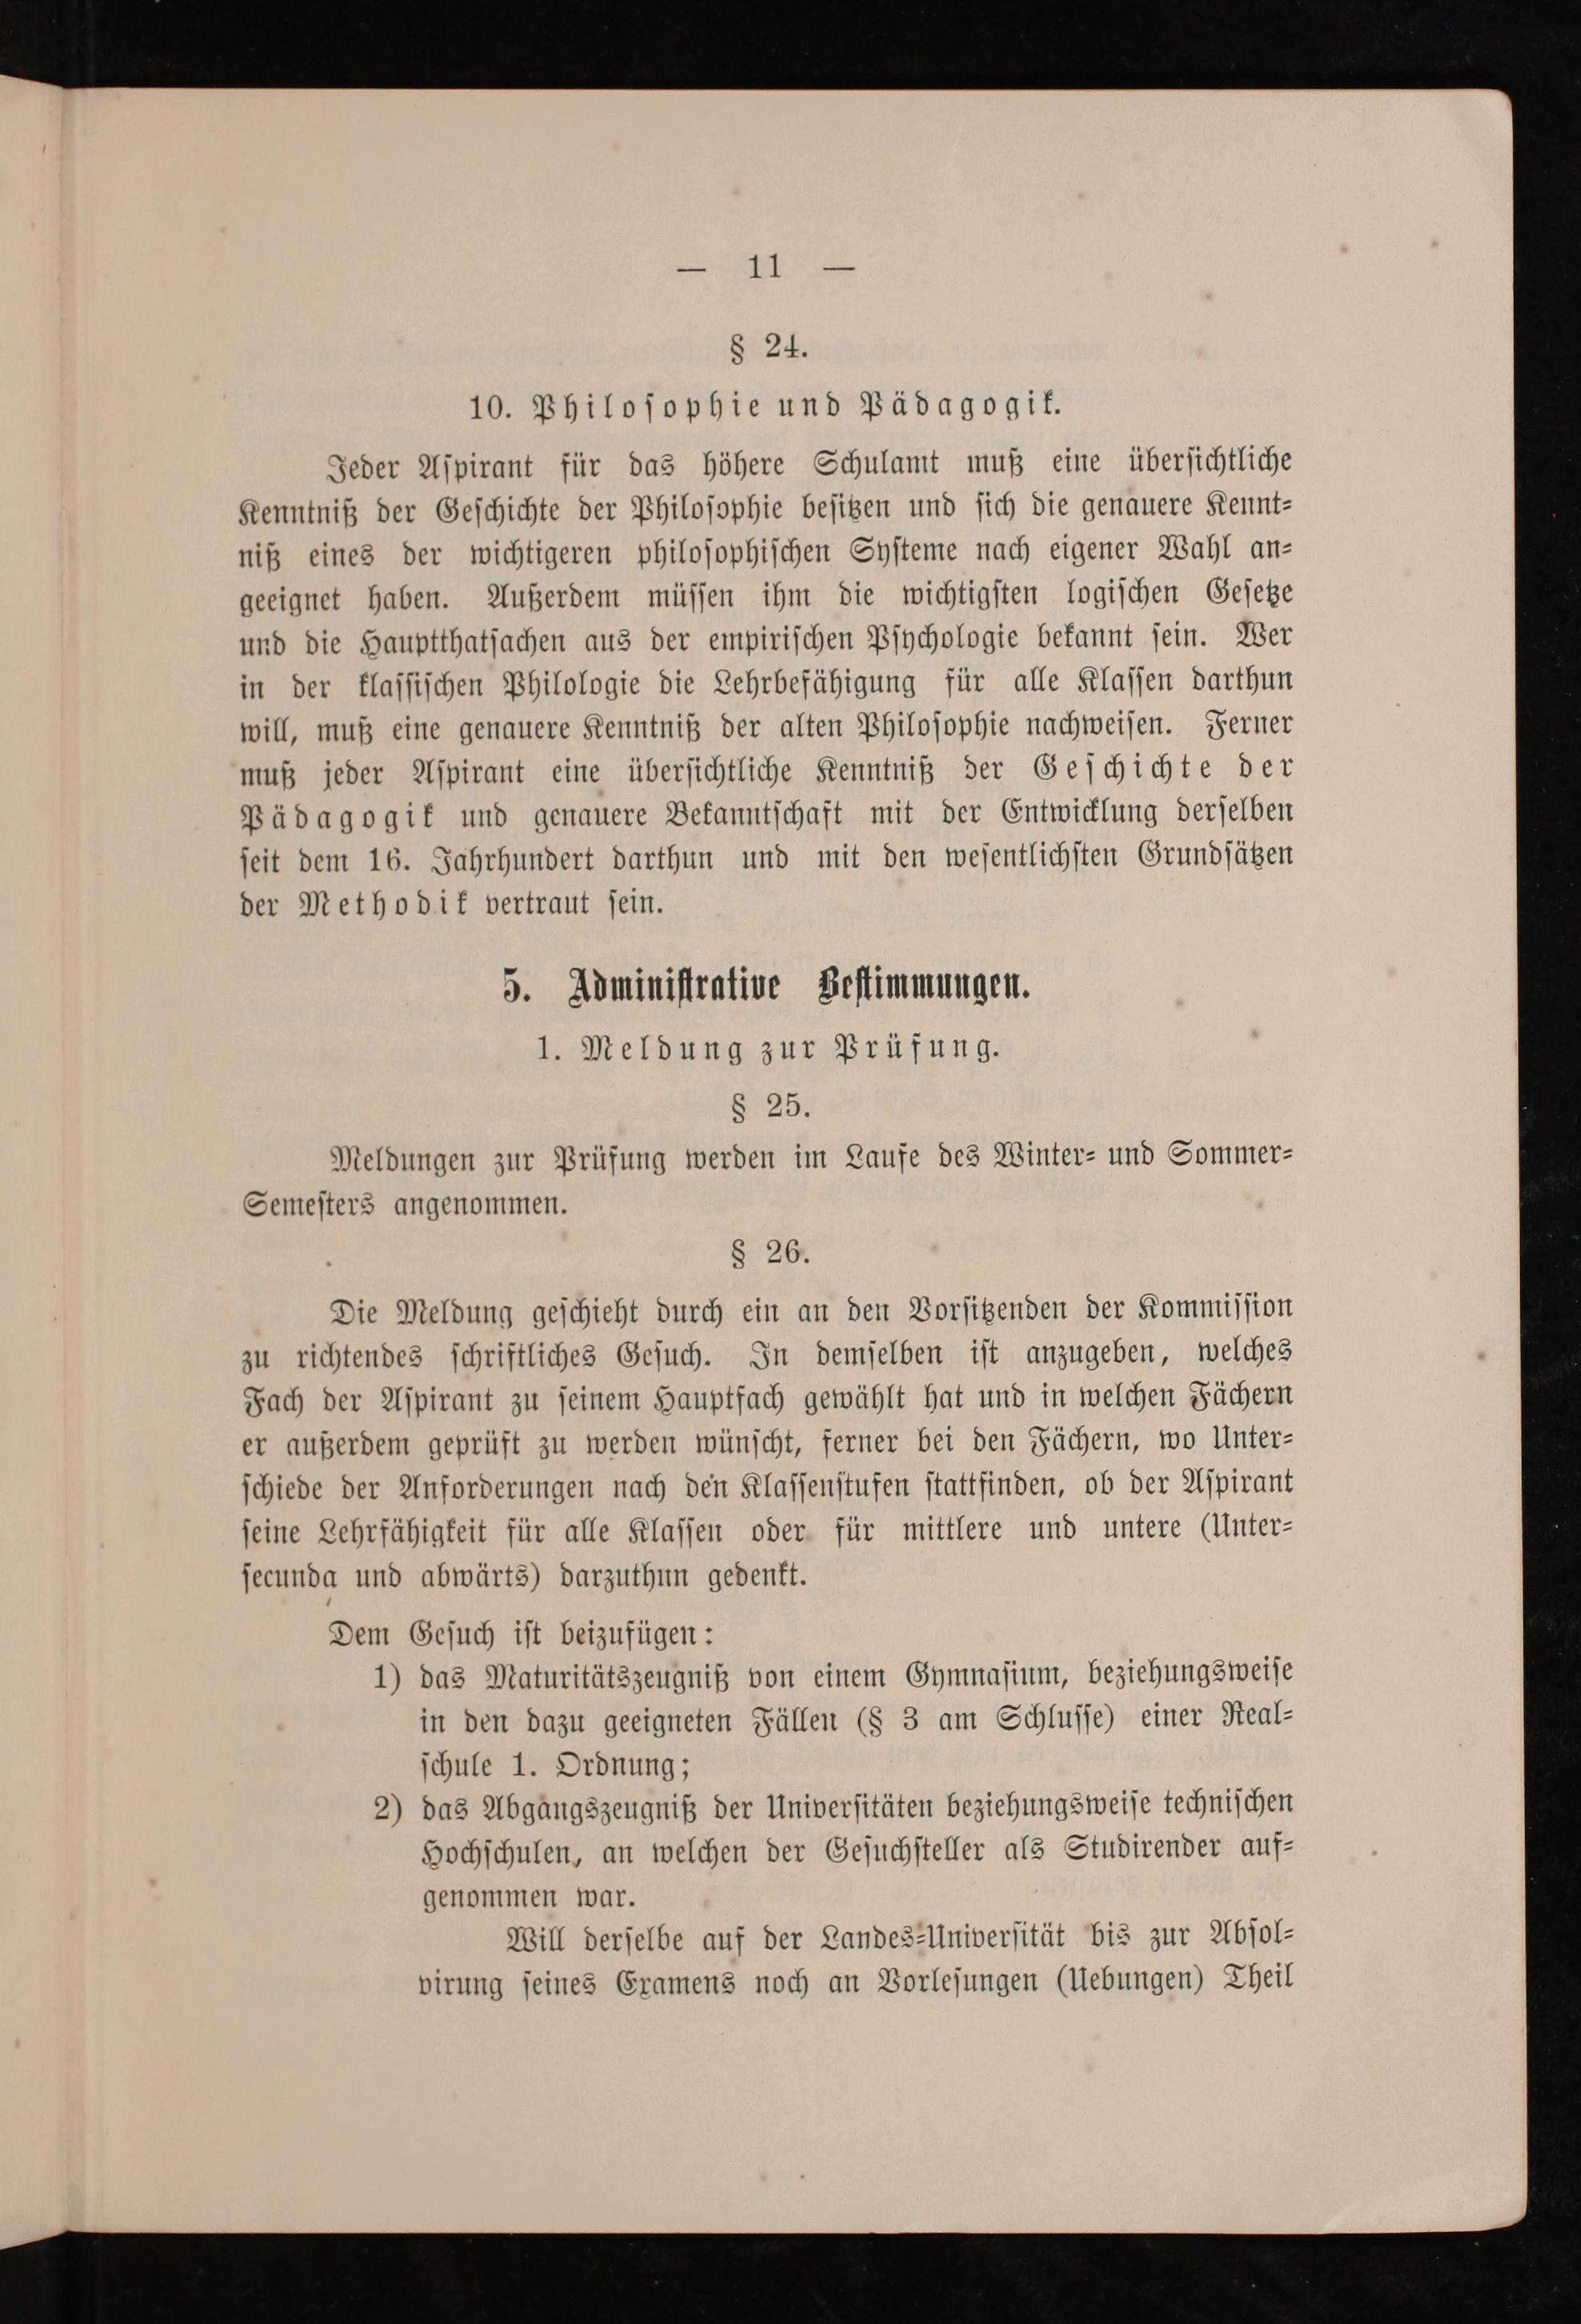 — 11 —
§ 24.
10. Philosophie und Pädagogik.
Jeder Aspirant für das höhere Schulamt muß eine übersichtliche
Kenntniß der Geschichte der Philosophie besitzen und sich die genauere Kennt-
niß eines der wichtigeren philosophischen Systeme nach eigener Wahl an-
geeignet haben. Außerdem müssen ihm die wichtigsten logischen Gesetze
und die Hauptthatsachen aus der empirischen Psychologie bekannt sein. Wer
in der klassischen Philologie die Lehrbefähigung für alle Klassen darthun
will, muß eine genauere Kenntniß der alten Philosophie nachweisen. Ferner
muß jeder Aspirant eine übersichtliche Kenntniß der Geschichte der
Pädagogik und genauere Bekanntschaft mit der Entwicklung derselben
seit dem 16. Jahrhundert darthun und mit den wesentlichsten Grundsätzen
der Methodik vertraut sein.
5. Administrative Bestimmungen.
1. Meldung zur Prüfung.
§ 25.
Meldungen zur Prüfung werden im Laufe des Winter- und Sommer-
Semesters angenommen.
§ 26.
Die Meldung geschieht durch ein an den Vorsitzenden der Kommission
zu richtendes schriftliches Gesuch. In demselben ist anzugeben, welches
Fach der Aspirant zu seinem Hauptfach gewählt hat und in welchen Fächern
er außerdem geprüft zu werden wünscht, ferner bei den Fächern, wo Unter-
schiede der Anforderungen nach den Klassenstufen stattfinden, ob der Aspirant
seine Lehrfähigkeit für alle Klassen oder für mittlere und untere (Unter-
secunda und abwärts) darzuthun gedenkt.
Dem Gesuch ist beizufügen:
1) das Maturitätszeugniß von einem Gymnasium, beziehungsweise
in den dazu geeigneten Fällen (§ 3 am Schlusse) einer Real-
schule 1. Ordnung;
2) das Abgangszeugniß der Universitäten beziehungsweise technischen
Hochschulen, an welchen der Gesuchsteller als Studirender auf-
genommen war.
Will derselbe auf der Landes-Universität bis zur Absol-
virung seines Examens noch an Vorlesungen (Uebungen) Theil